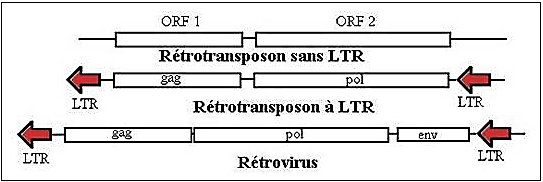 ORF 1 ORF 2
Rétrotransposon sans LTR
gag pol
LTR LTR
Rétrotransposon à LTR
gag pol env
LTR LTR
Rétrovirus